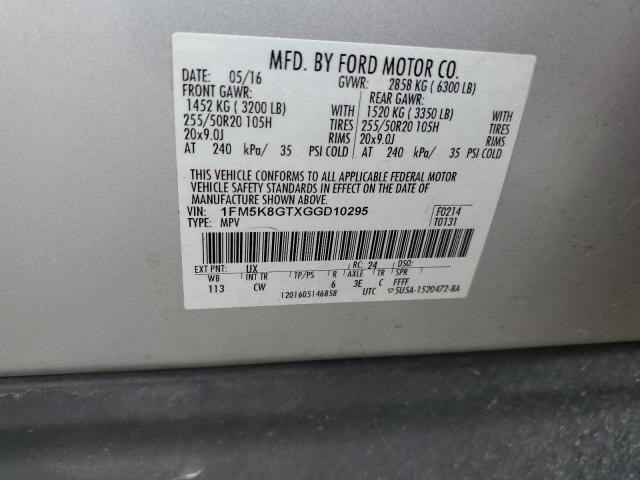 MFD. BY FORD MOTOR CO.
DATE: 05/16 GVWR: 2858 KG ( 6300 LB)
FRONT GAWR: REAR GAWR:
1452 KG ( 3200 LB) WITH 1520 KG ( 3350 LB) WITH
255/50R20 105H TIRES 255/50R20 105H TIRES
20x9.0J RIMS 20x9.0J RIMS
AT 240 kPa/ 35 PSI COLD AT 240 kPa/ 35 PSI COLD
THIS VEHICLE CONFORMS TO ALL APPLICABLE FEDERAL MOTOR
VEHICLE SAFETY STANDARDS IN EFFECT ON THE DATE OF
MANUFACTURE SHOWN ABOVE.
VIN: 1FM5K8GTXGGD10295 F0214
TYPE: MPV T0131
EXT PNT: UX RC: 24 DSO:
WB INT TR TP/PS R AXLE TR SPR
113 CW 6 3E C FFFF
1201605146858 UTC 5USA-1520472-BA